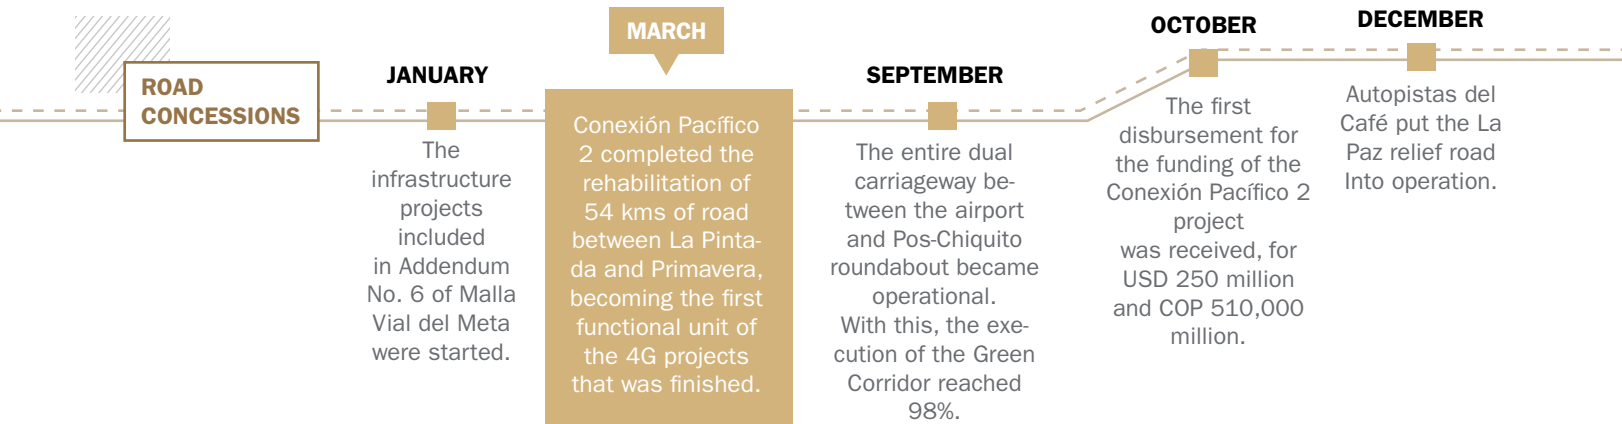 ROAD
CONCESSIONS
JANUARY
The
infrastructure
projects
included
in Addendum
No. 6 of Malla
Vial del Meta
were started.
MARCH
Conexión Pacífico
2 completed the
rehabilitation of
54 kms of road
between La Pinta-
da and Primavera,
becoming the first
functional unit of
the 4G projects
that was finished.
SEPTEMBER
The entire dual
carriageway be-
tween the airport
and Pos-Chiquito
roundabout became
operational.
With this, the exe-
cution of the Green
Corridor reached
98%.
OCTOBER
The first
disbursement for
the funding of the
Conexión Pacífico 2
project
was received, for
USD 250 million
and COP 510,000
million.
DECEMBER
Autopistas del
Café put the La
Paz relief road
Into operation.